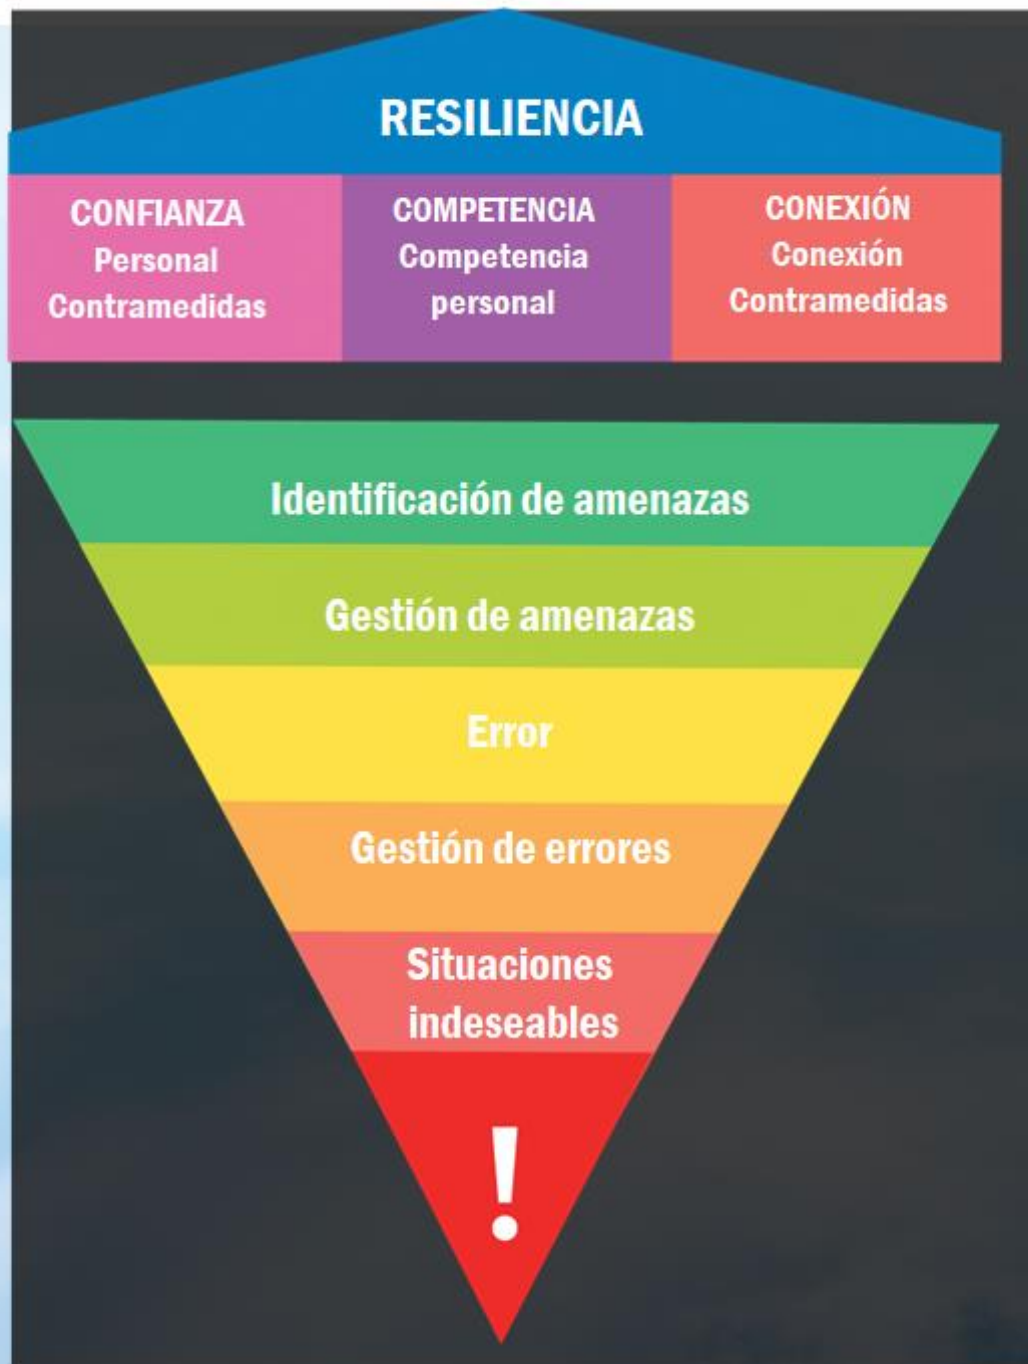 RESILIENCIA
CONFIANZA
Personal
Contramedidas
COMPETENCIA
Competencia
personal
CONEXIÓN
Conexión
Contramedidas
Identificación de amenazas
Gestión de amenazas
Error
Gestión de errores
Situaciones
indeseables
!